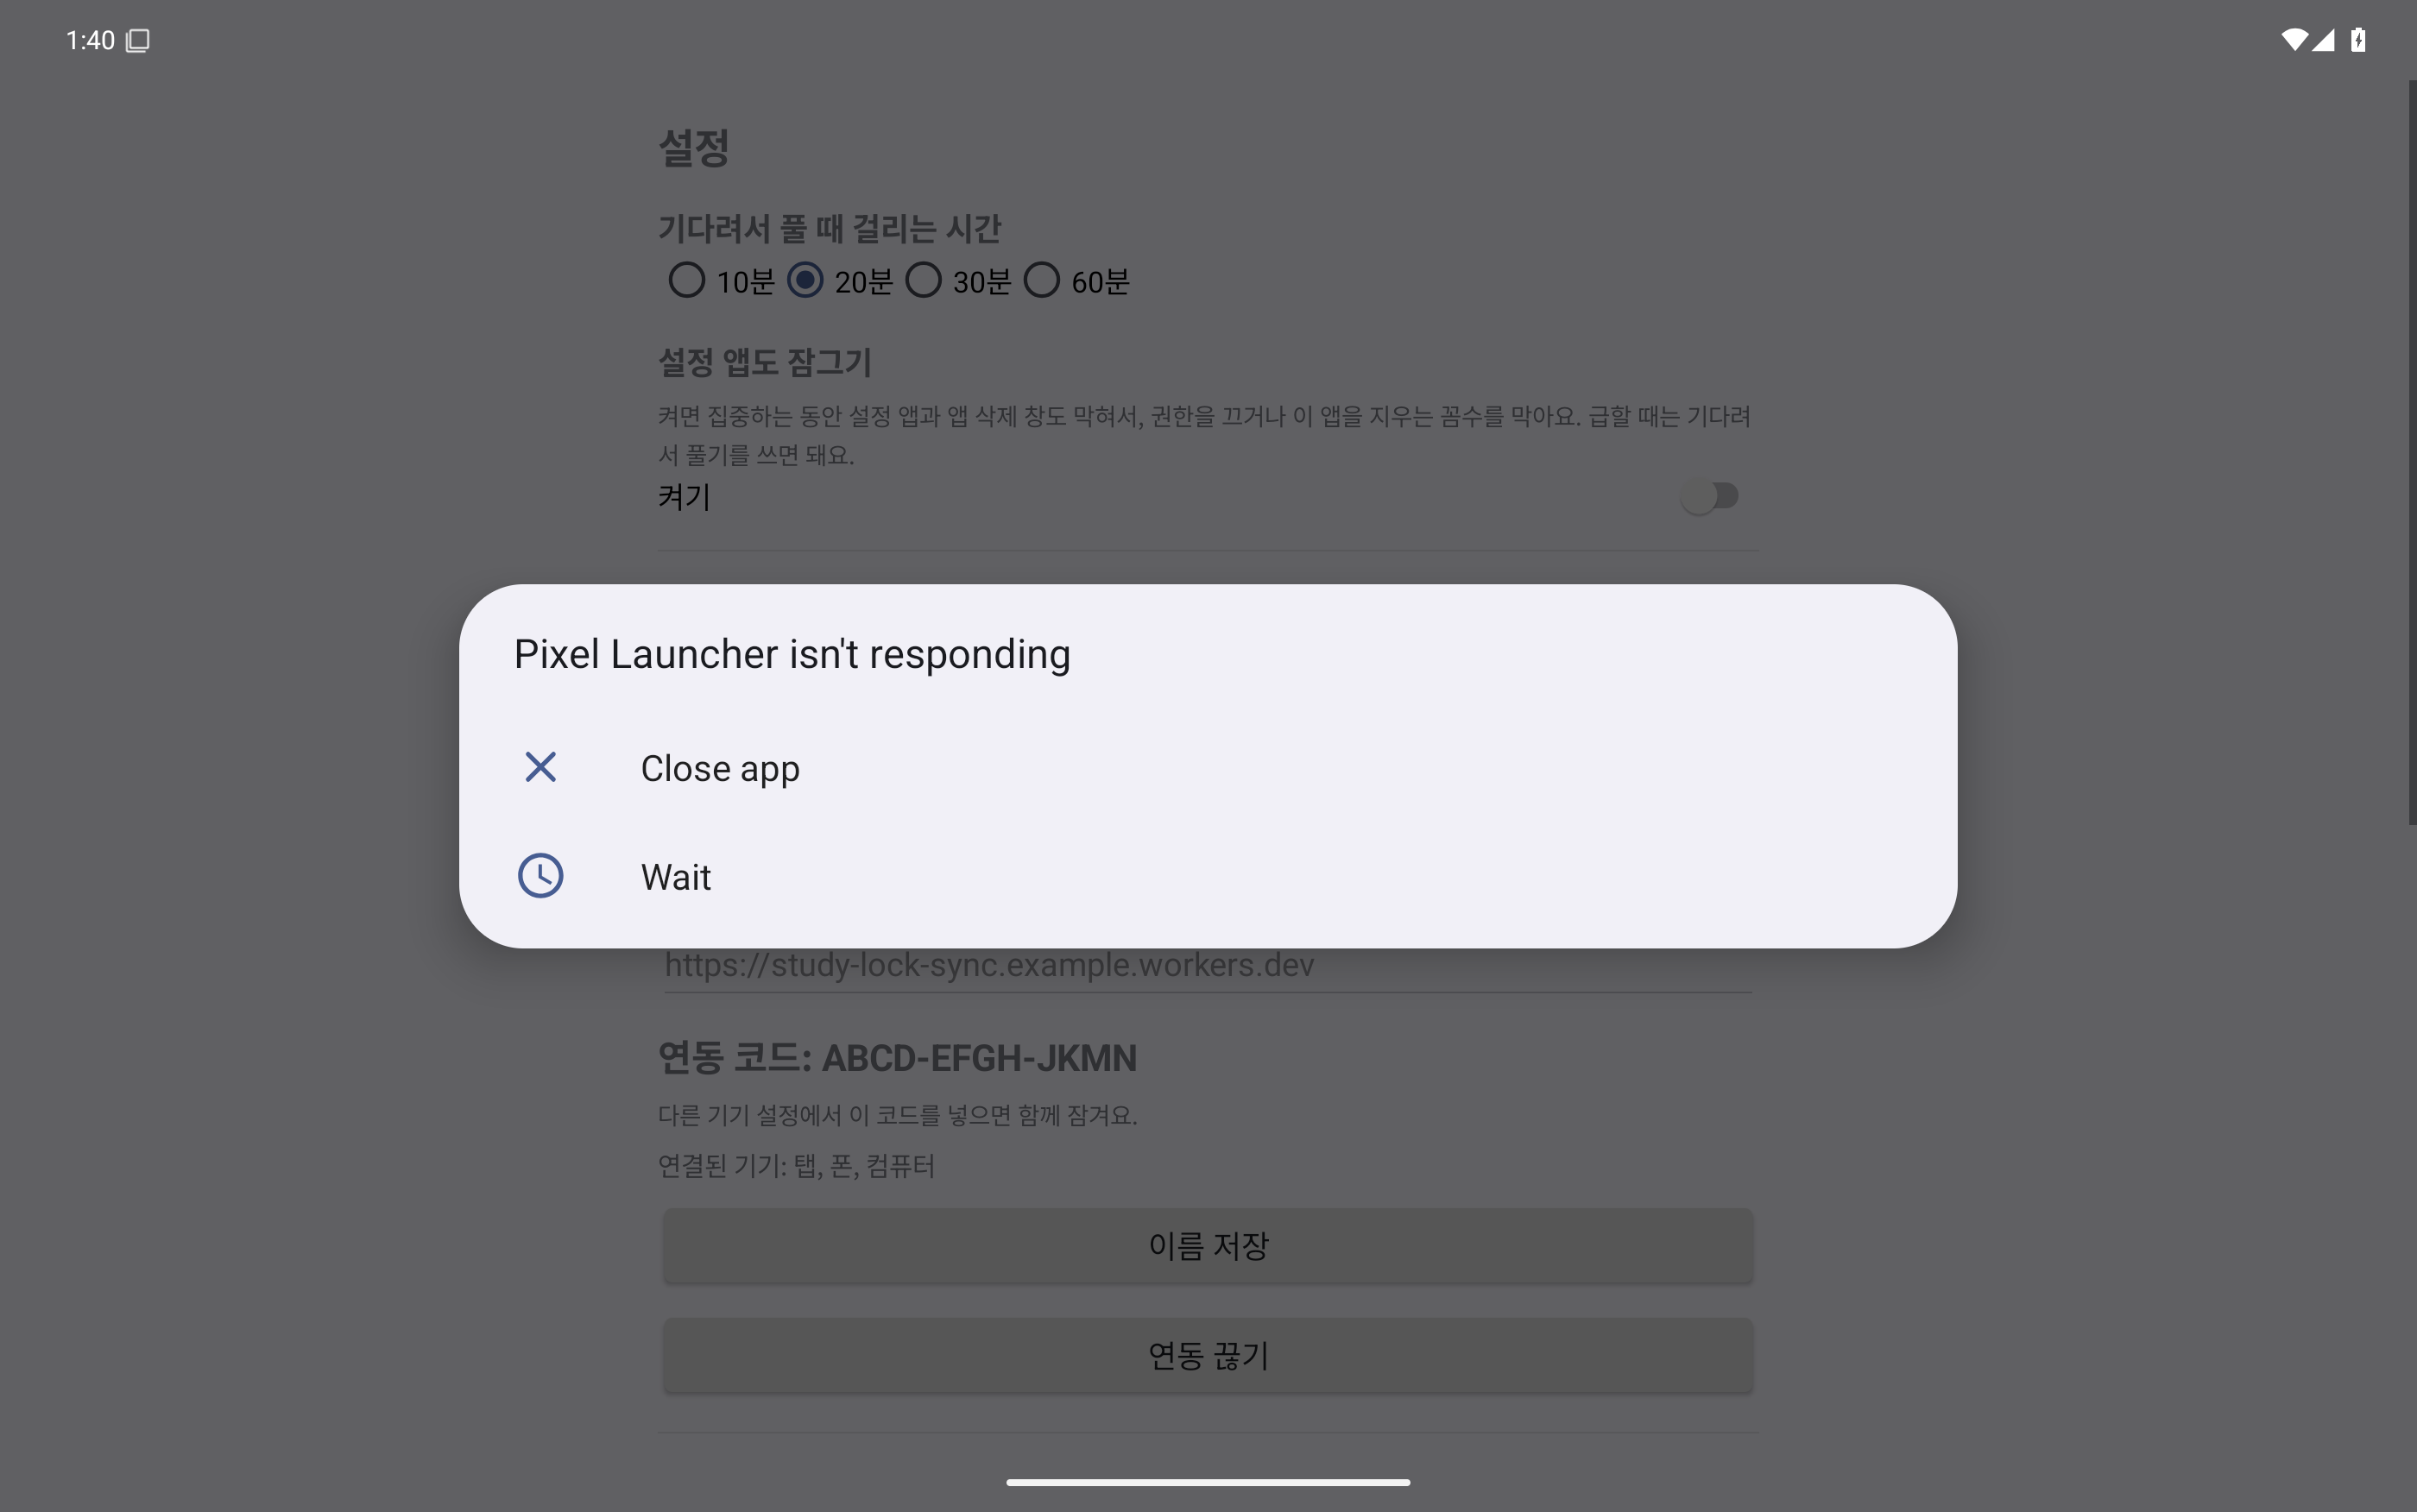 1:40
설정
기다려서 풀 때 걸리는 시간
10분 20분 30분 60분
설정 앱도 잠그기
켜면 집중하는 동안 설정 앱과 앱 삭제 창도 막혀서, 권한을 끄거나 이 앱을 지우는 꼼수를 막아요. 급할 때는 기다려
서 풀기를 쓰면 돼요.
켜기
Pixel Launcher isn't responding
Close app
Wait
https://study-lock-sync.example.workers.dev
연동 코드: ABCD-EFGH-JKMN
다른 기기 설정에서 이 코드를 넣으면 함께 잠겨요.
연결된 기기: 탭, 폰, 컴퓨터
이름 저장
연동 끊기